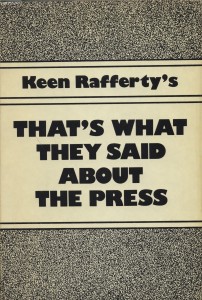 Keen Rafferty's
THAT'S WHAT
THEY SAID
ABOUT
THE PRESS